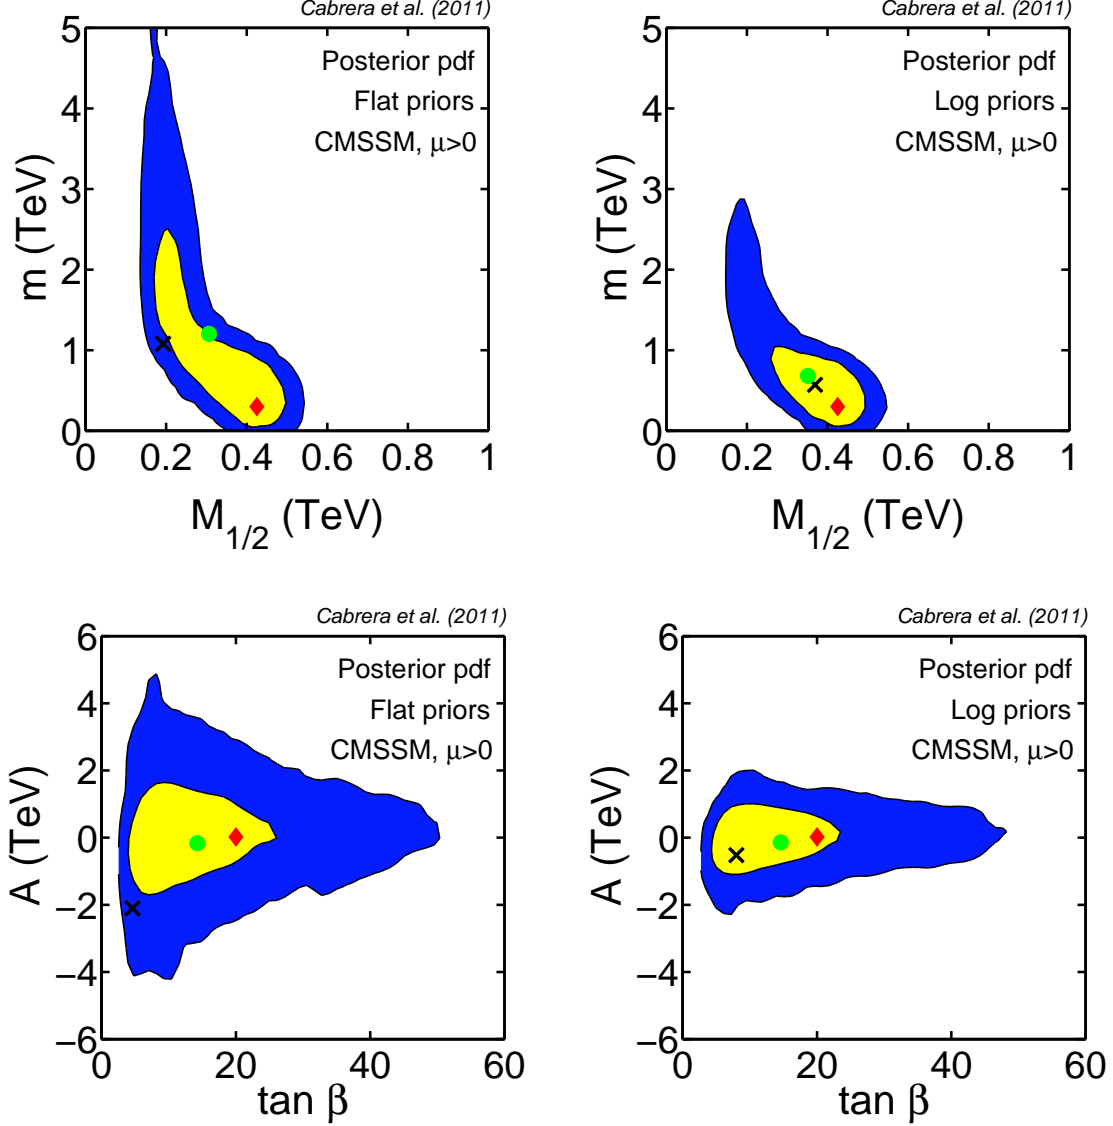 Cabrera et al. (2011)
Posterior pdf
Flat priors
CMSSM, μ>0
m (TeV)
5
4
3
2
1
0
0 0.2 0.4 0.6 0.8 1
M1/2 (TeV)
Cabrera et al. (2011)
Posterior pdf
Log priors
CMSSM, μ>0
m (TeV)
5
4
3
2
1
0
0 0.2 0.4 0.6 0.8 1
M1/2 (TeV)
Cabrera et al. (2011)
Posterior pdf
Flat priors
CMSSM, μ>0
A (TeV)
6
4
2
0
−2
−4
−6
0 20 40 60
tan β
Cabrera et al. (2011)
Posterior pdf
Log priors
CMSSM, μ>0
A (TeV)
6
4
2
0
−2
−4
−6
0 20 40 60
tan β